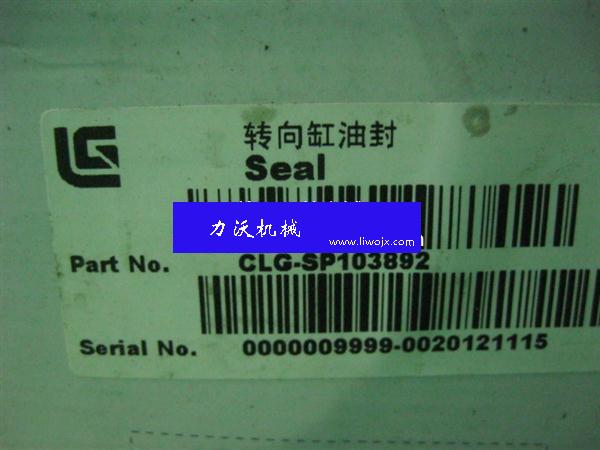 LG
转向缸油封
Seal
力沃机械
www.liwojx.com
Part No. CLG-SP103892
Serial No. 0000009999-0020121115